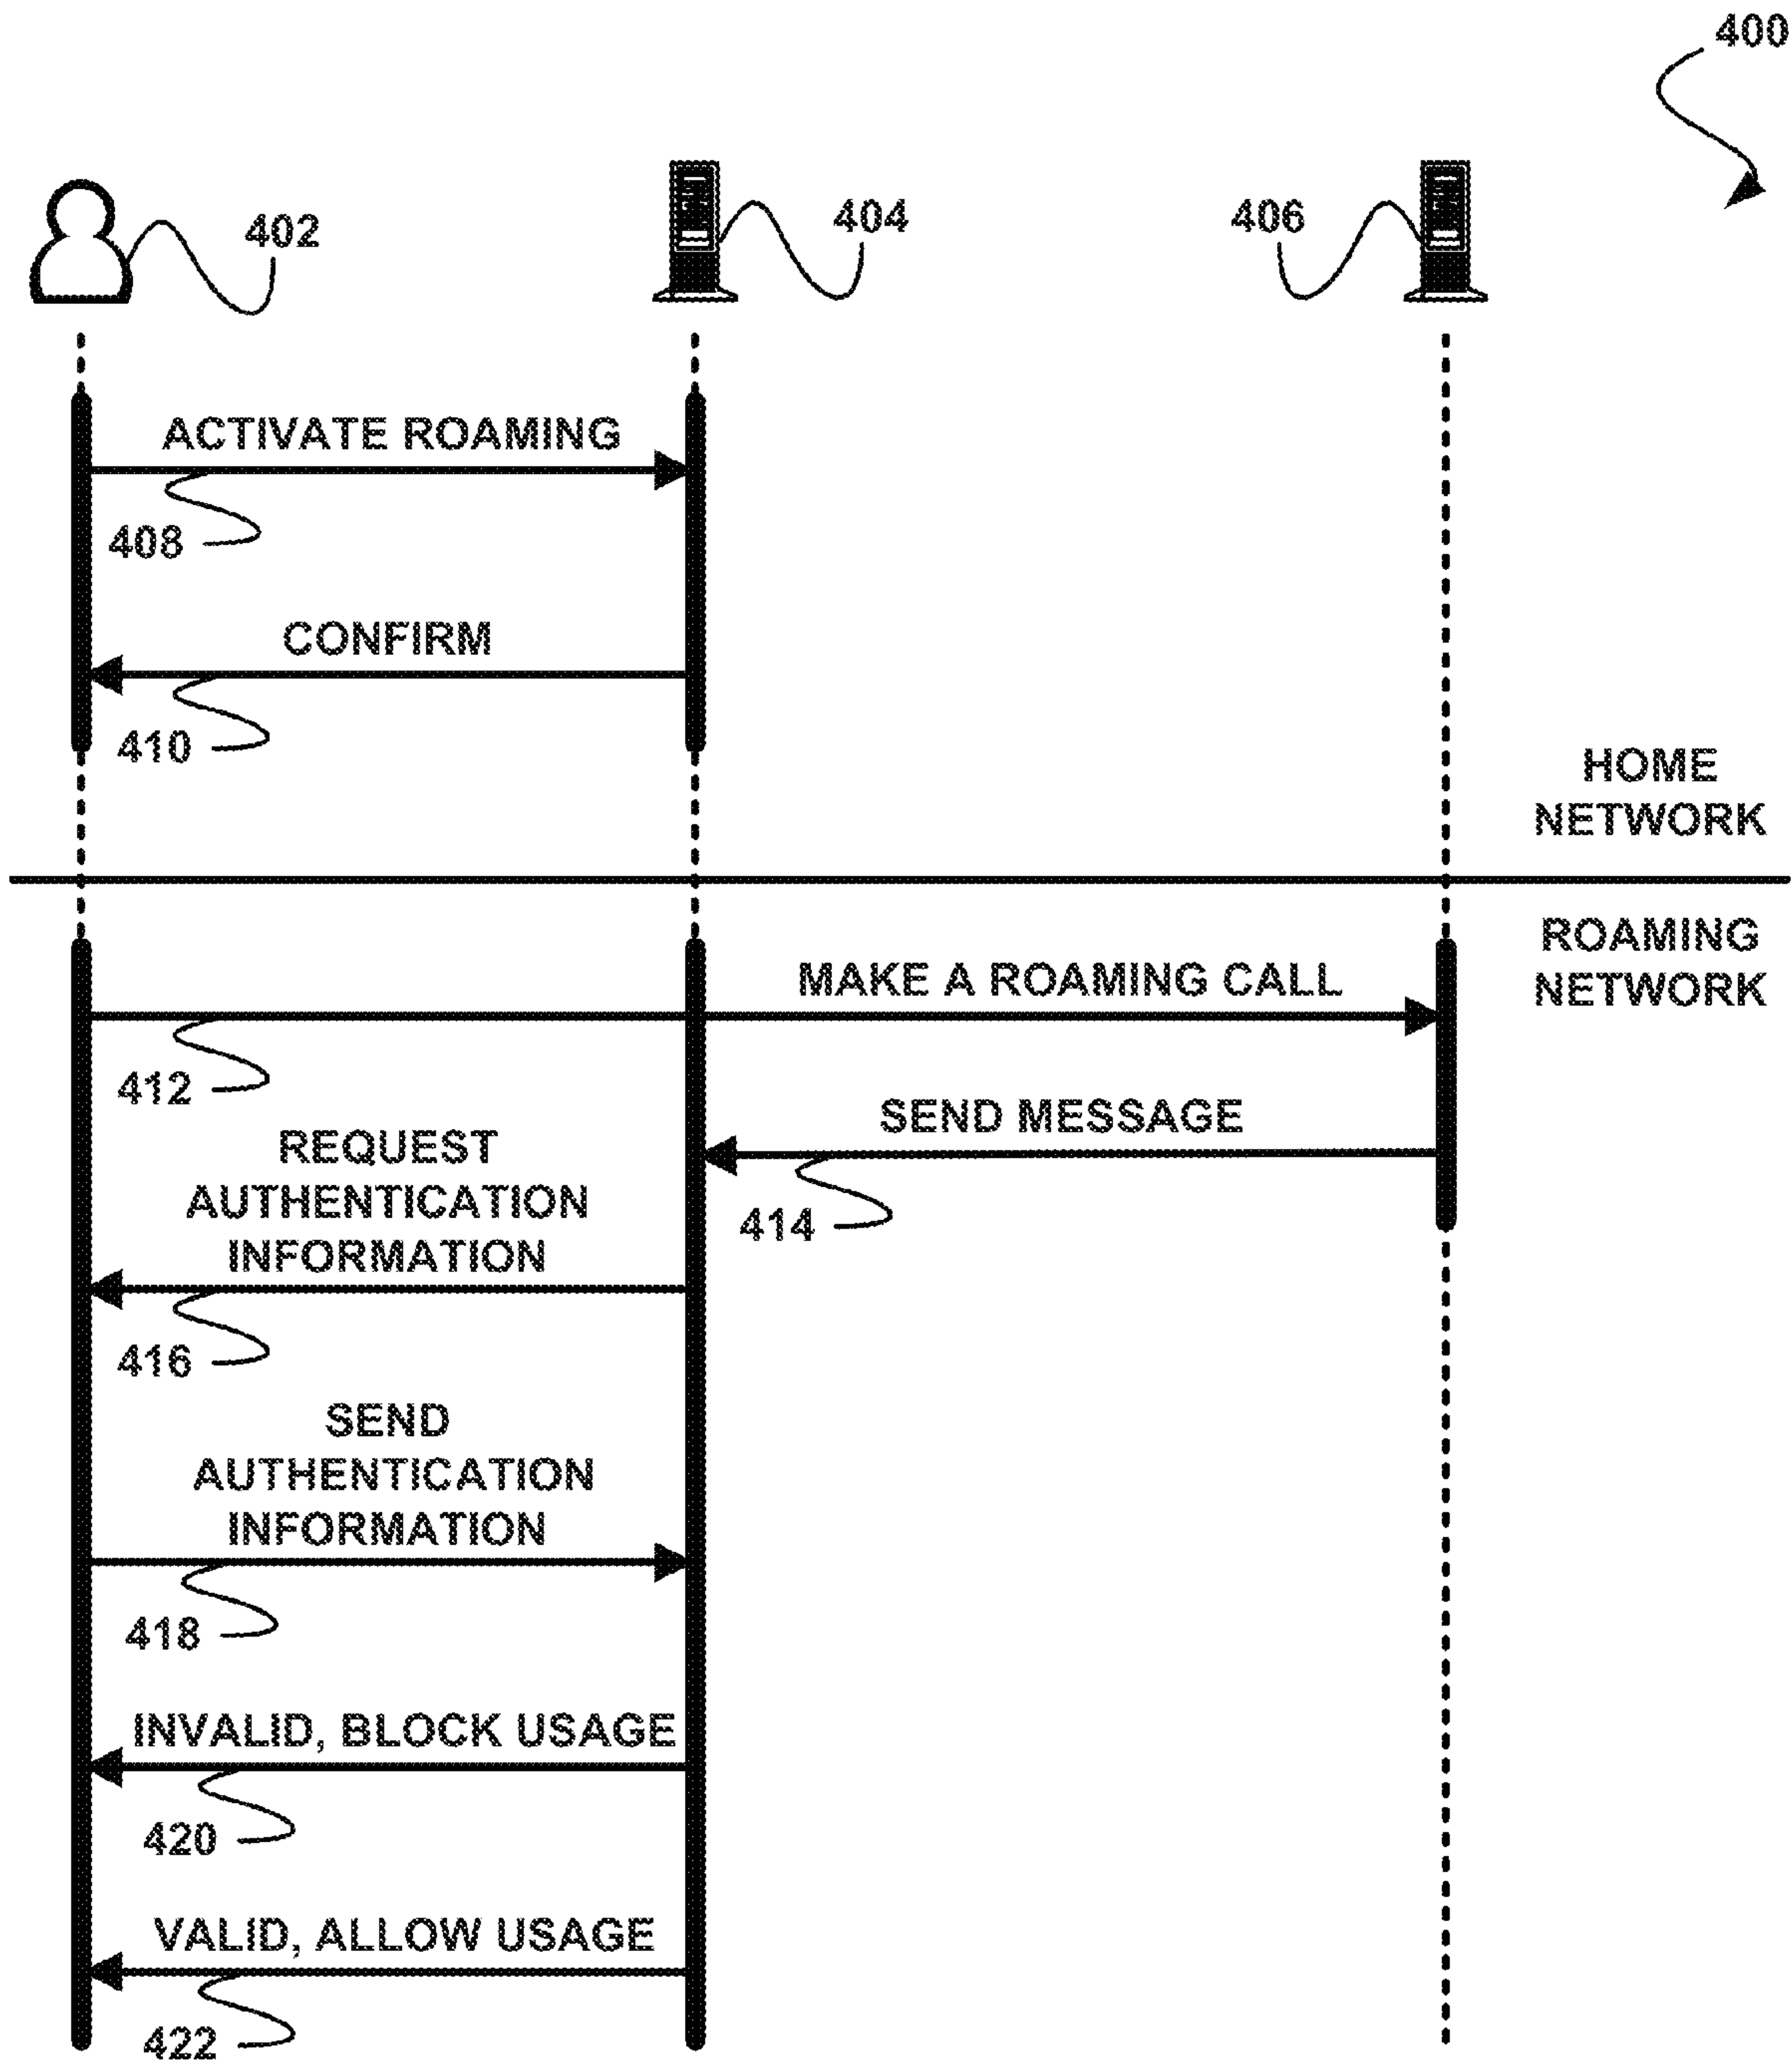 400
402
404
406
ACTIVATE ROAMING
408
CONFIRM
410
HOME
NETWORK
ROAMING
NETWORK
MAKE A ROAMING CALL
412
SEND MESSAGE
414
REQUEST
AUTHENTICATION
INFORMATION
416
SEND
AUTHENTICATION
INFORMATION
418
INVALID, BLOCK USAGE
420
VALID, ALLOW USAGE
422